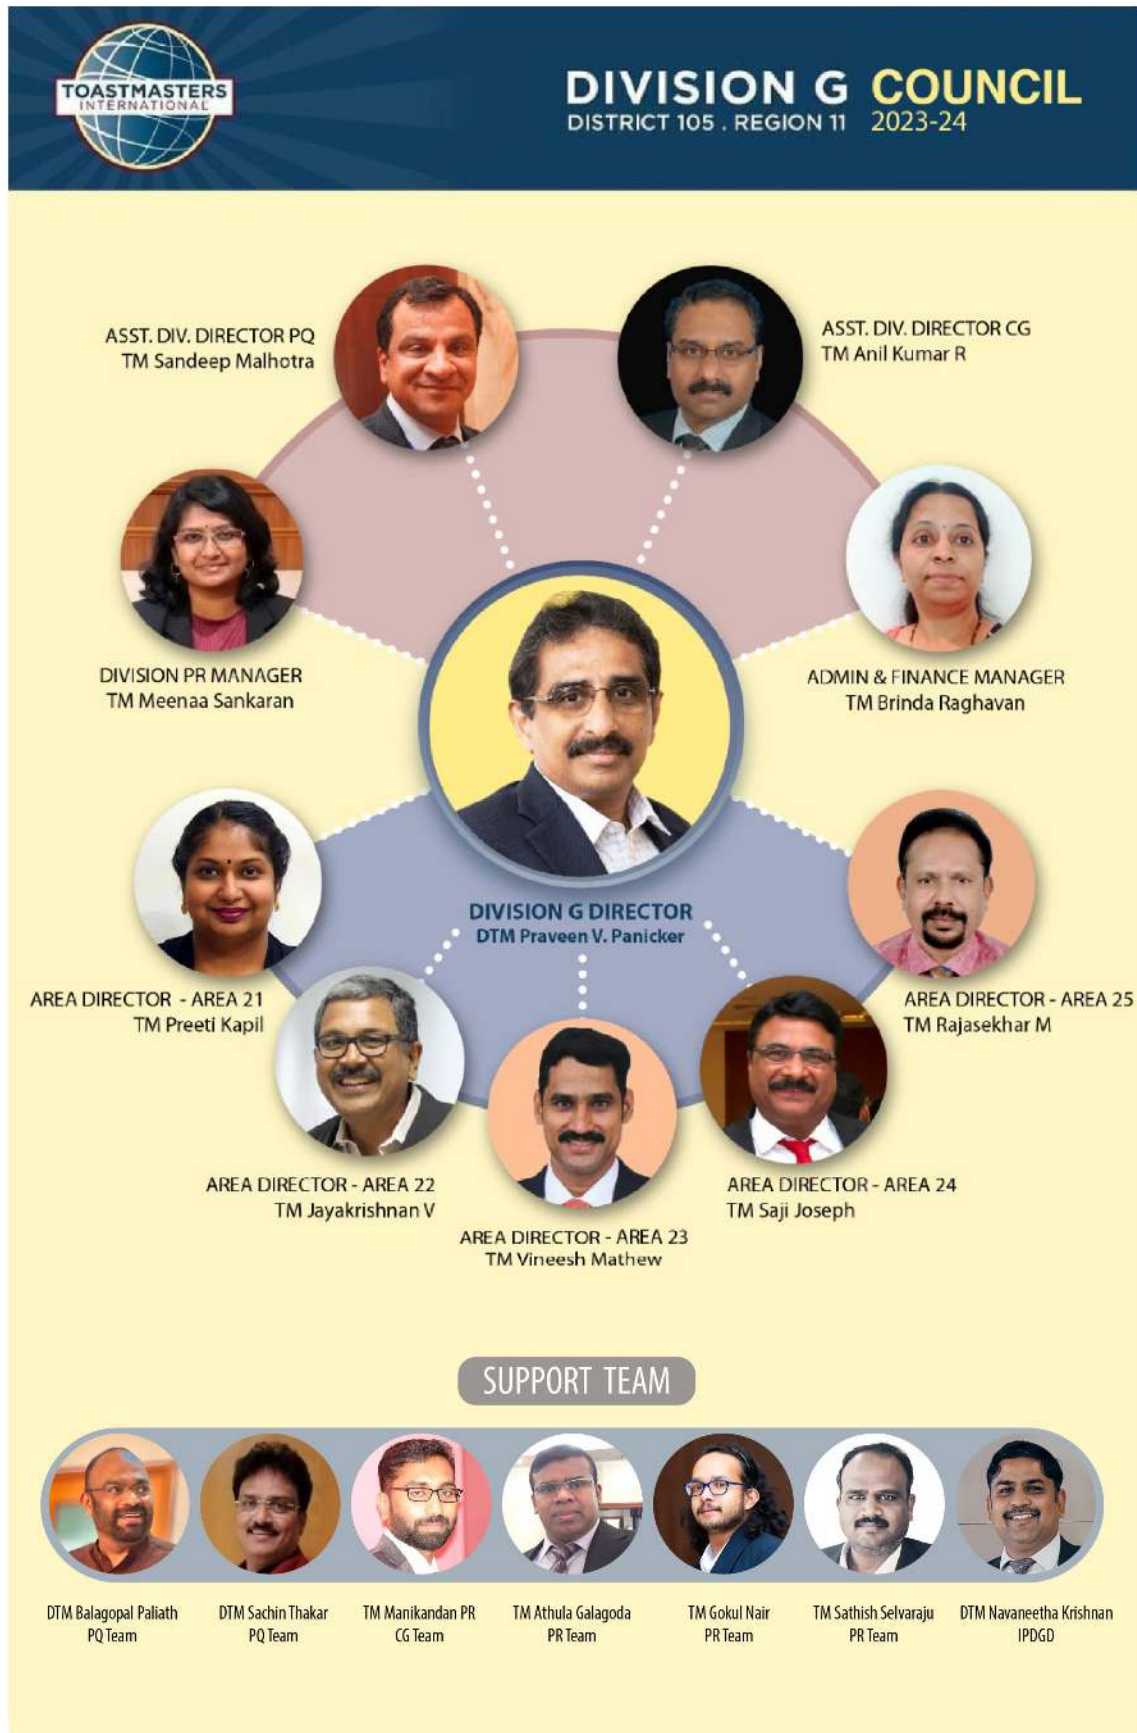 TOASTMASTERS
INTERNATIONAL
DIVISION G COUNCIL
DISTRICT 105 . REGION 11 2023-24
ASST. DIV. DIRECTOR PQ
TM Sandeep Malhotra
ASST. DIV. DIRECTOR CG
TM Anil Kumar R
DIVISION PR MANAGER
TM Meenaa Sankaran
ADMIN & FINANCE MANAGER
TM Brinda Raghavan
DIVISION G DIRECTOR
DTM Praveen V. Panicker
AREA DIRECTOR - AREA 21
TM Preeti Kapil
AREA DIRECTOR - AREA 25
TM Rajasekhar M
AREA DIRECTOR - AREA 22
TM Jayakrishnan V
AREA DIRECTOR - AREA 23
TM Vineesh Mathew
AREA DIRECTOR - AREA 24
TM Saji Joseph
SUPPORT TEAM
DTM Balagopal Paliath
PQ Team
DTM Sachin Thakar
PQ Team
TM Manikandan PR
CG Team
TM Athula Galagoda
PR Team
TM Gokul Nair
PR Team
TM Sathish Selvaraju
PR Team
DTM Navaneetha Krishnan
IPDGD